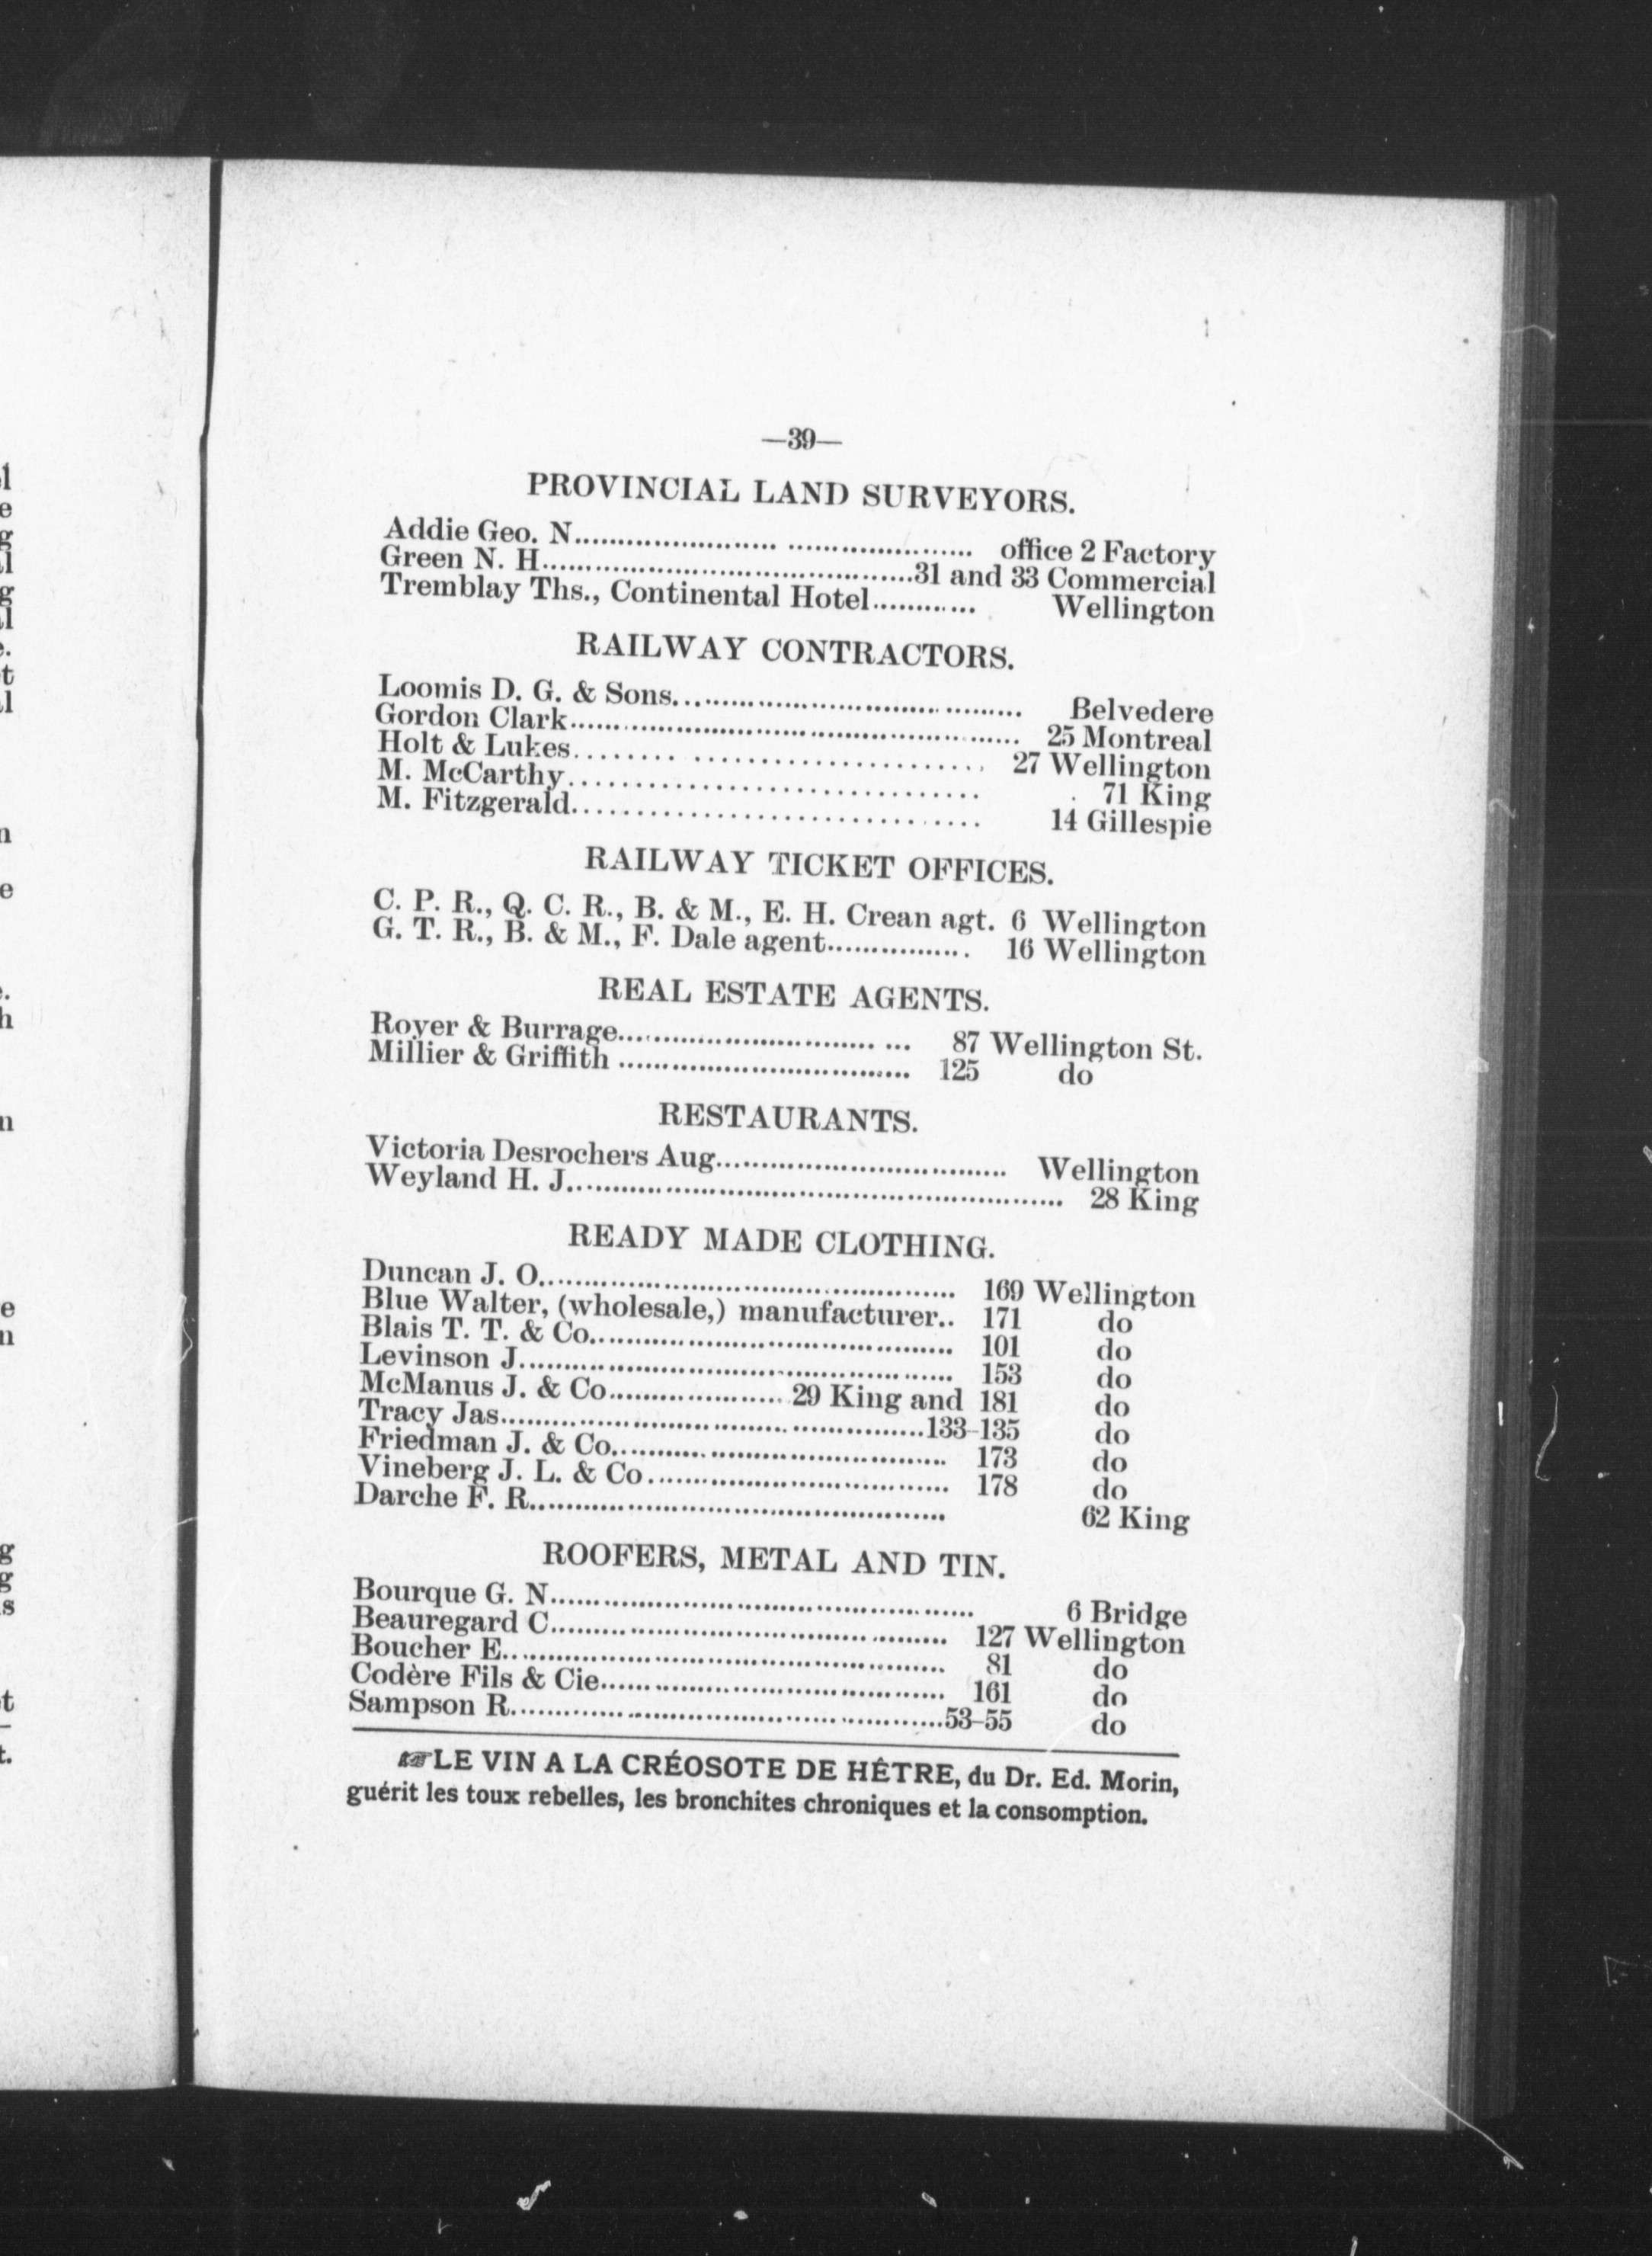 —39—
PROVINCIAL LAND SURVEYORS.
Addie Geo. N........................................ office 2 Factory
Green N. H........................................31 and 33 Commercial
Tremblay Ths., Continental Hotel............ Wellington
RAILWAY CONTRACTORS.
Loomis D. G. & Sons........................................ Belvedere
Gordon Clark........................................ 25 Montreal
Holt & Lukes........................................ 27 Wellington
M. McCarthy........................................ 71 King
M. Fitzgerald........................................ 14 Gillespie
RAILWAY TICKET OFFICES.
C. P. R., Q. C. R., B. & M., E. H. Crean agt. 6 Wellington
G. T. R., B. & M., F. Dale agent................ 16 Wellington
REAL ESTATE AGENTS.
Royer & Burrage................................ 87 Wellington St.
Millier & Griffith ................................ 125 do
RESTAURANTS.
Victoria Desrochers Aug................................ Wellington
Weyland H. J........................................ 28 King
READY MADE CLOTHING.
Duncan J. O........................................ 169 Wellington
Blue Walter, (wholesale,) manufacturer.. 171 do
Blais T. T. & Co........................................ 101 do
Levinson J........................................ 153 do
McManus J. & Co....................29 King and 181 do
Tracy Jas........................................133-135 do
Friedman J. & Co........................................ 173 do
Vineberg J. L. & Co................................ 178 do
Darche F. R........................................ 62 King
ROOFERS, METAL AND TIN.
Bourque G. N........................................ 6 Bridge
Beauregard C........................................ 127 Wellington
Boucher E........................................ 81 do
Codère Fils & Cie........................................ 161 do
Sampson R........................................53-55 do
☞LE VIN A LA CRÉOSOTE DE HÊTRE, du Dr. Ed. Morin,
guérit les toux rebelles, les bronchites chroniques et la consomption.